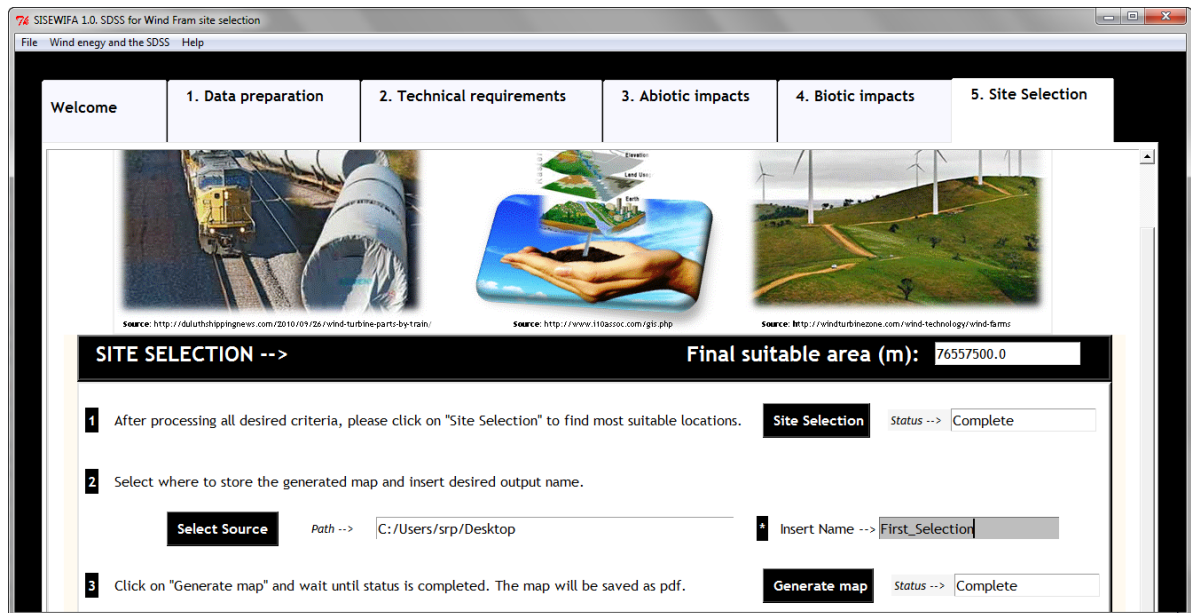 SISEWIFA 1.0. SDSS for Wind Fram site selection
File Wind enegy and the SDSS Help
Welcome
1. Data preparation
2. Technical requirements
3. Abiotic impacts
4. Biotic impacts
5. Site Selection
Elevation
Land Use
Earth
Source: http://duluthshippingnews.com/2010/09/26/wind-turbine-parts-by-train/
Source: http://www.i10assoc.com/gis.php
Source: http://windturbinezone.com/wind-technology/wind-farms
SITE SELECTION --> Final suitable area (m): 76557500.0
1 After processing all desired criteria, please click on "Site Selection" to find most suitable locations. Site Selection Status --> Complete
2 Select where to store the generated map and insert desired output name.
Select Source Path --> C:/Users/srp/Desktop * Insert Name --> First_Selection
3 Click on "Generate map" and wait until status is completed. The map will be saved as pdf. Generate map Status --> Complete